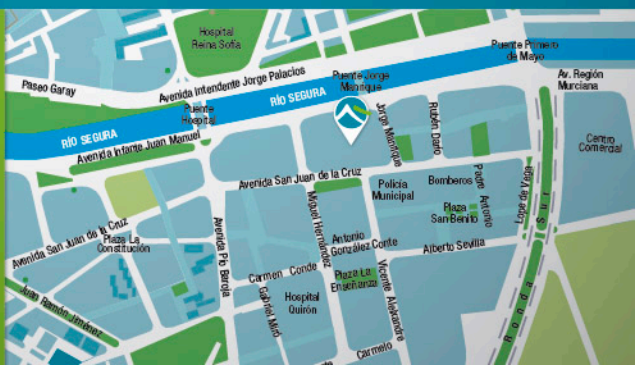 Hospital
Reina Sofía
Puente Primero
de Mayo
Paseo Garay
Avenida Intendente Jorge Palacios
Puente Jorge
Manrique
Av. Región
Murciana
RÍO SEGURA
Puente
Hospital
RÍO SEGURA
Avenida Infante Juan Manuel
Jorge Manrique
Rubén Darío
Centro
Comercial
Avenida San Juan de la Cruz
Policía
Municipal
Bomberos
Padre Antonio
Lope de Vega
Miguel Hernández
Plaza
San Benito
Avenida San Juan de la Cruz
Plaza La
Constitución
Avenida Pío Baroja
Antonio
González Conte
Alberto Sevilla
Ronda Sur
Carmen Conde
Plaza La
Enseñanza
Vicente Aleixandre
Juan Ramón Jiménez
Gabriel Miró
Hospital
Quirón
Carmelo